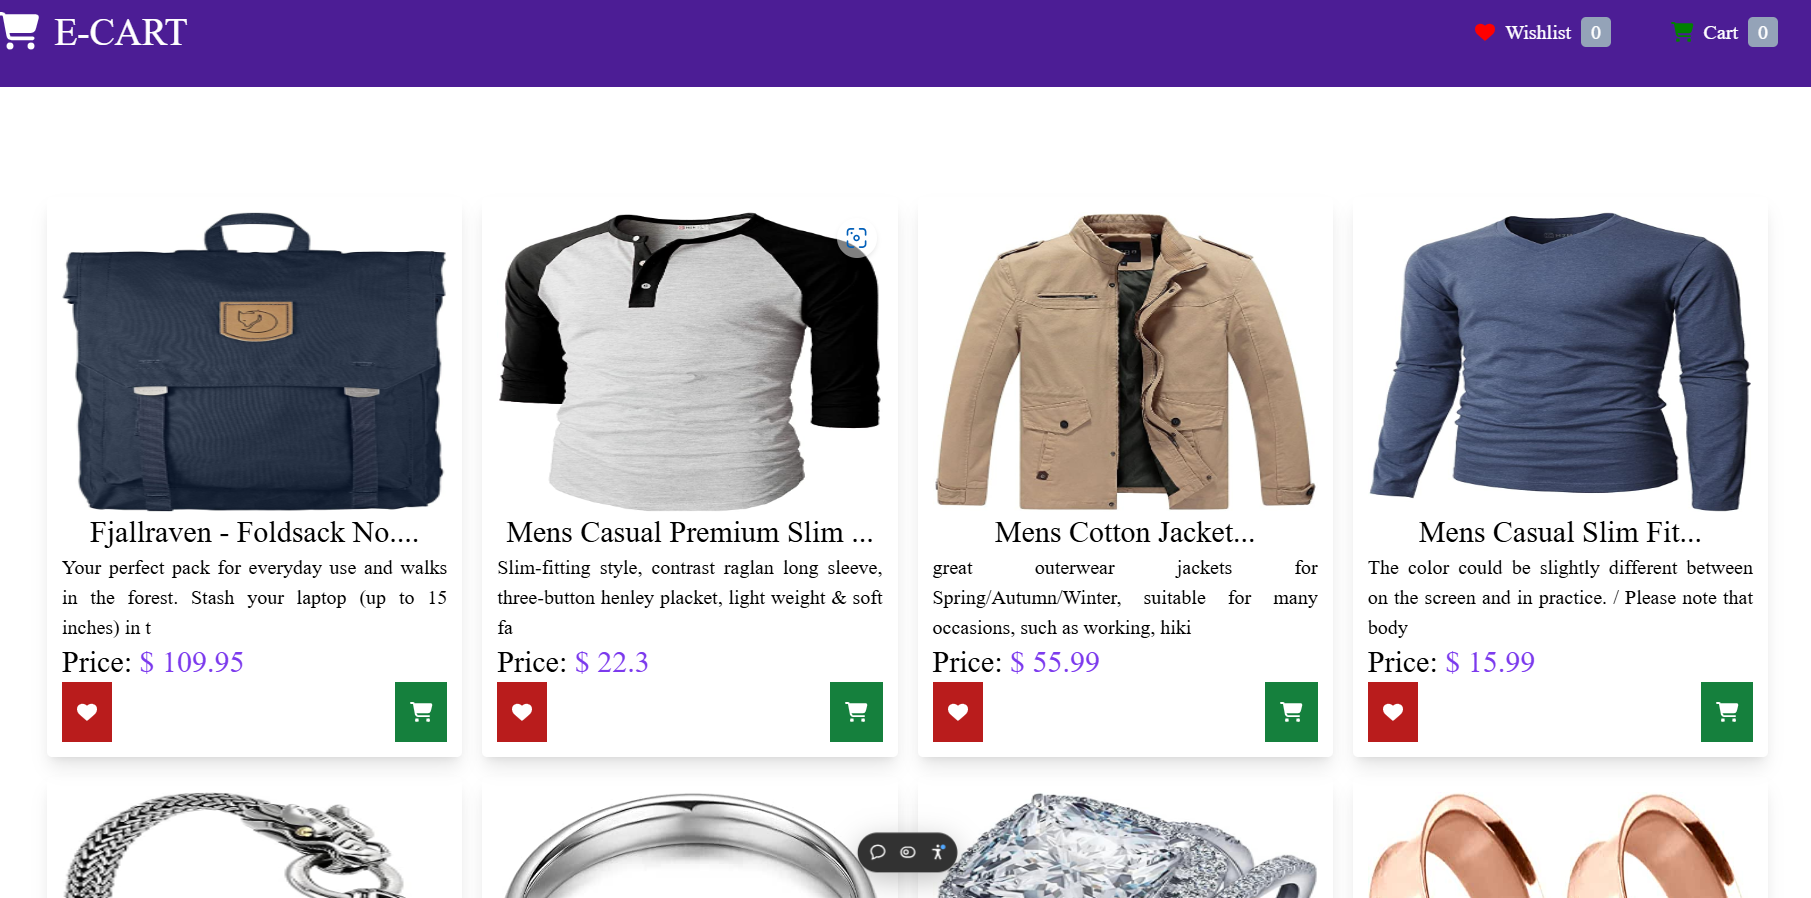 E-CART
Wishlist 0
Cart 0
Fjallraven - Foldsack No....
Your perfect pack for everyday use and walks
in the forest. Stash your laptop (up to 15
inches) in t
Price: $ 109.95
Mens Casual Premium Slim ...
Slim-fitting style, contrast raglan long sleeve,
three-button henley placket, light weight & soft
fa
Price: $ 22.3
Mens Cotton Jacket...
great outerwear jackets for
Spring/Autumn/Winter, suitable for many
occasions, such as working, hiki
Price: $ 55.99
Mens Casual Slim Fit...
The color could be slightly different between
on the screen and in practice. / Please note that
body
Price: $ 15.99